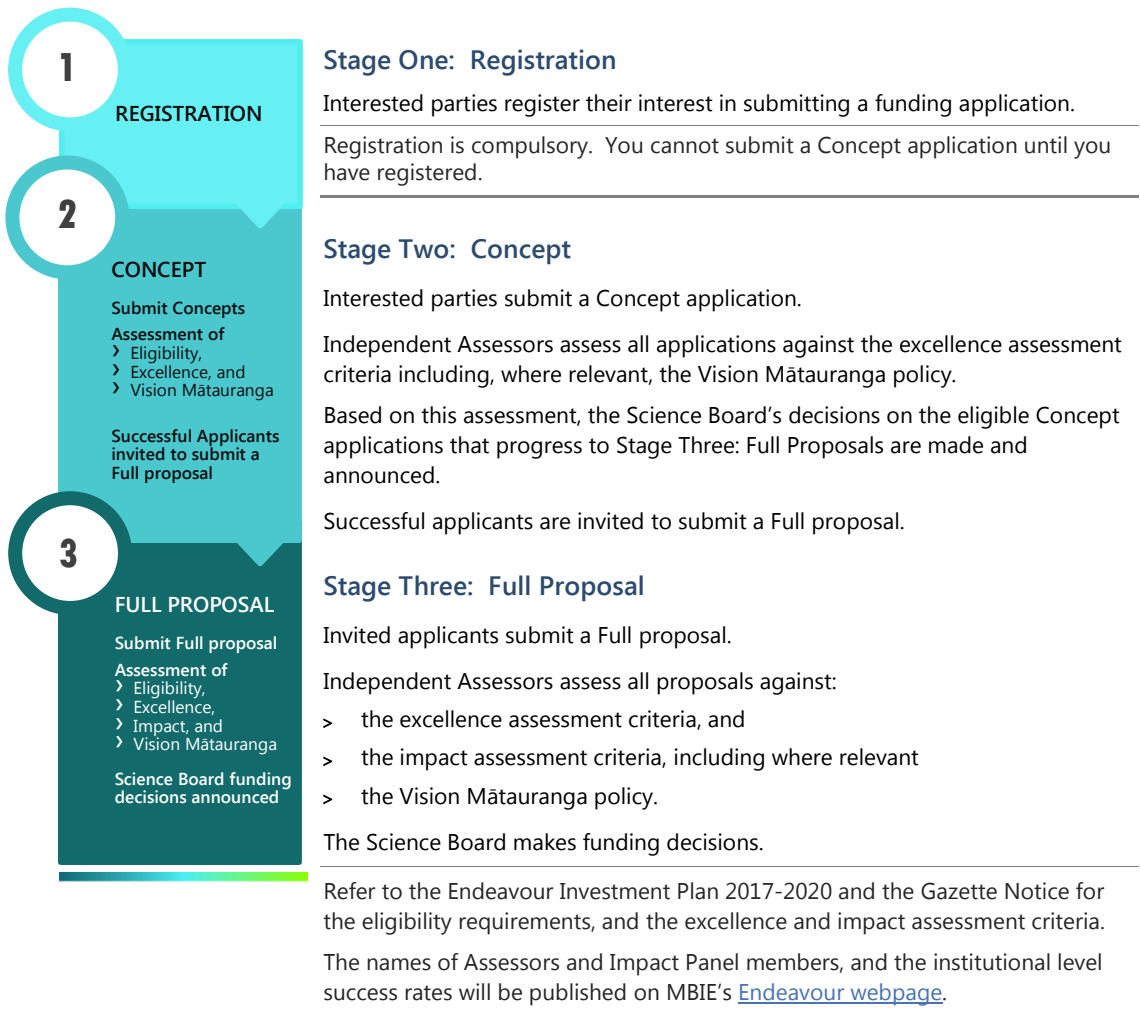 1
REGISTRATION
Stage One: Registration
Interested parties register their interest in submitting a funding application.
Registration is compulsory. You cannot submit a Concept application until you
have registered.
2
CONCEPT
Submit Concepts
Assessment of
› Eligibility,
› Excellence, and
› Vision Mātauranga
Successful Applicants
invited to submit a
Full proposal
Stage Two: Concept
Interested parties submit a Concept application.
Independent Assessors assess all applications against the excellence assessment
criteria including, where relevant, the Vision Mātauranga policy.
Based on this assessment, the Science Board’s decisions on the eligible Concept
applications that progress to Stage Three: Full Proposals are made and
announced.
Successful applicants are invited to submit a Full proposal.
3
FULL PROPOSAL
Submit Full proposal
Assessment of
› Eligibility,
› Excellence,
› Impact, and
› Vision Mātauranga
Science Board funding
decisions announced
Stage Three: Full Proposal
Invited applicants submit a Full proposal.
Independent Assessors assess all proposals against:
> the excellence assessment criteria, and
> the impact assessment criteria, including where relevant
> the Vision Mātauranga policy.
The Science Board makes funding decisions.
Refer to the Endeavour Investment Plan 2017-2020 and the Gazette Notice for
the eligibility requirements, and the excellence and impact assessment criteria.
The names of Assessors and Impact Panel members, and the institutional level
success rates will be published on MBIE’s Endeavour webpage.